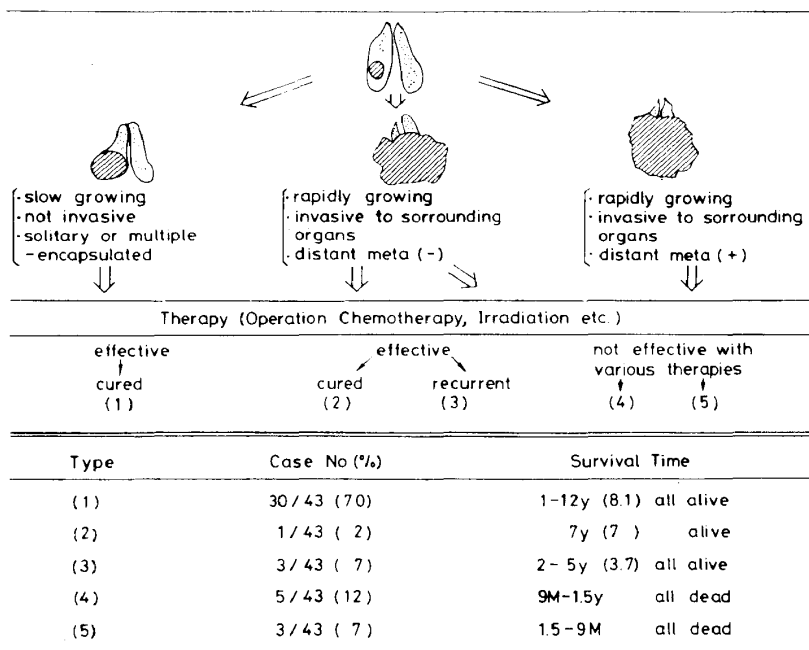 · slow growing
· not invasive
· solitary or multiple
- encapsulated
· rapidly growing
· invasive to sorrounding
organs
· distant meta (-)
· rapidly growing
· invasive to sorrounding
organs
· distant meta (+)
Therapy (Operation Chemotherapy, Irradiation etc.)
effective
cured
(1)
effective
cured recurrent
(2) (3)
not effective with
various therapies
(4) (5)
Type Case No (%) Survival Time
(1) 30/43 (70) 1-12y (8.1) all alive
(2) 1/43 ( 2) 7y (7 ) alive
(3) 3/43 ( 7) 2-5y (3.7) all alive
(4) 5/43 (12) 9M-1.5y all dead
(5) 3/43 ( 7) 1.5-9M all dead